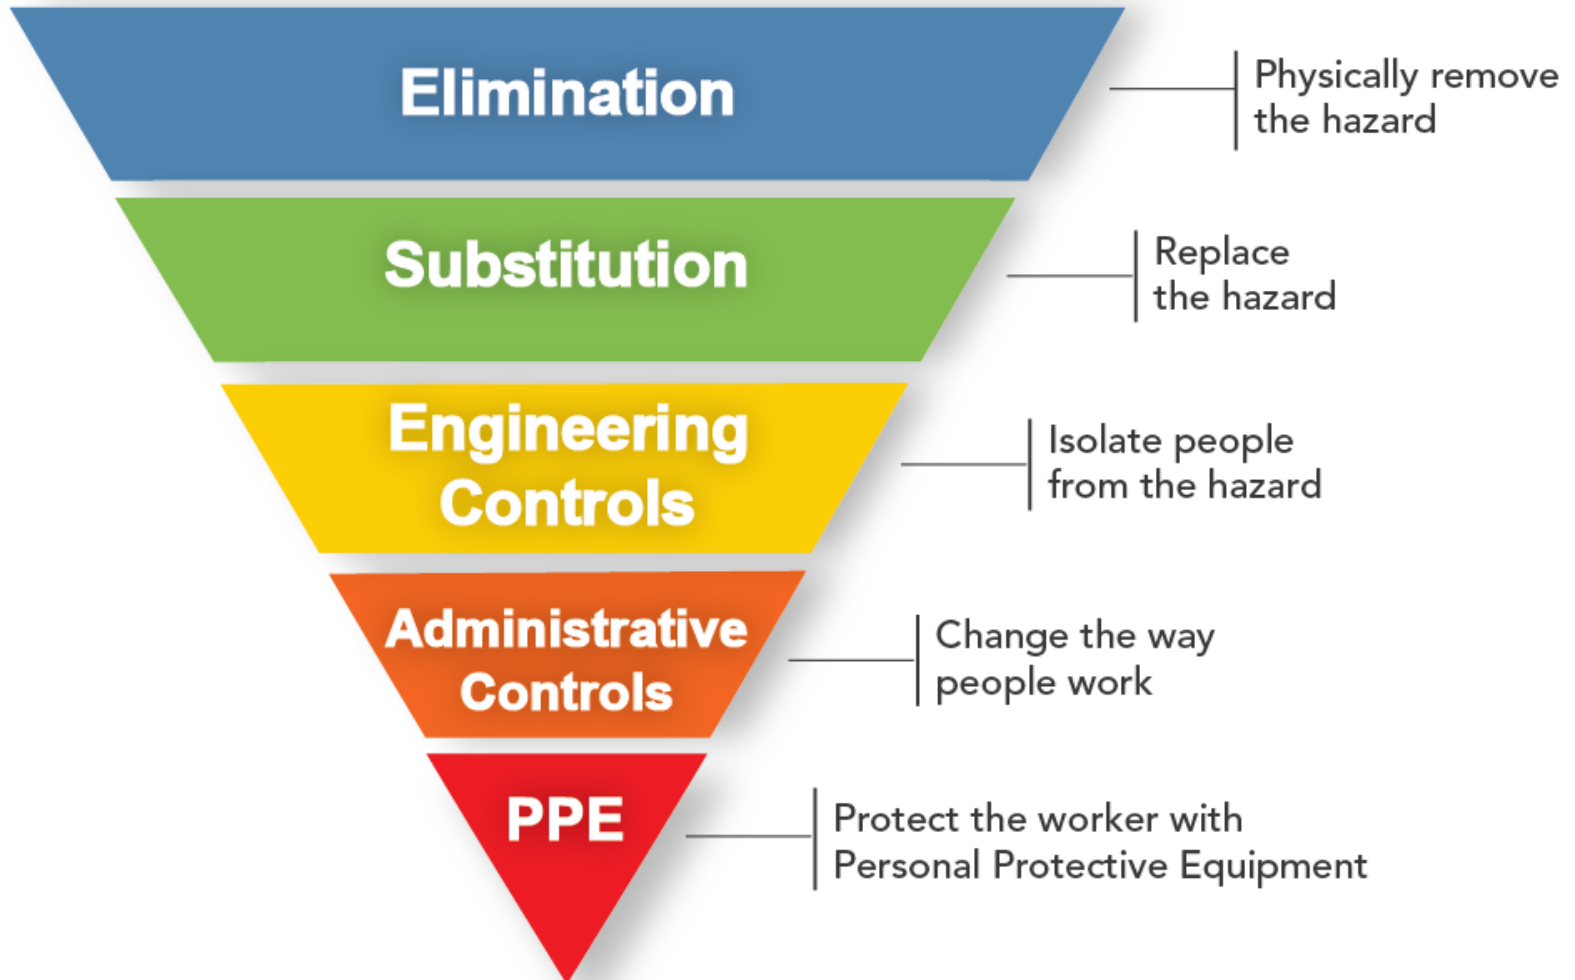 Elimination
Physically remove
the hazard
Substitution
Replace
the hazard
Engineering
Controls
Isolate people
from the hazard
Administrative
Controls
Change the way
people work
PPE
Protect the worker with
Personal Protective Equipment